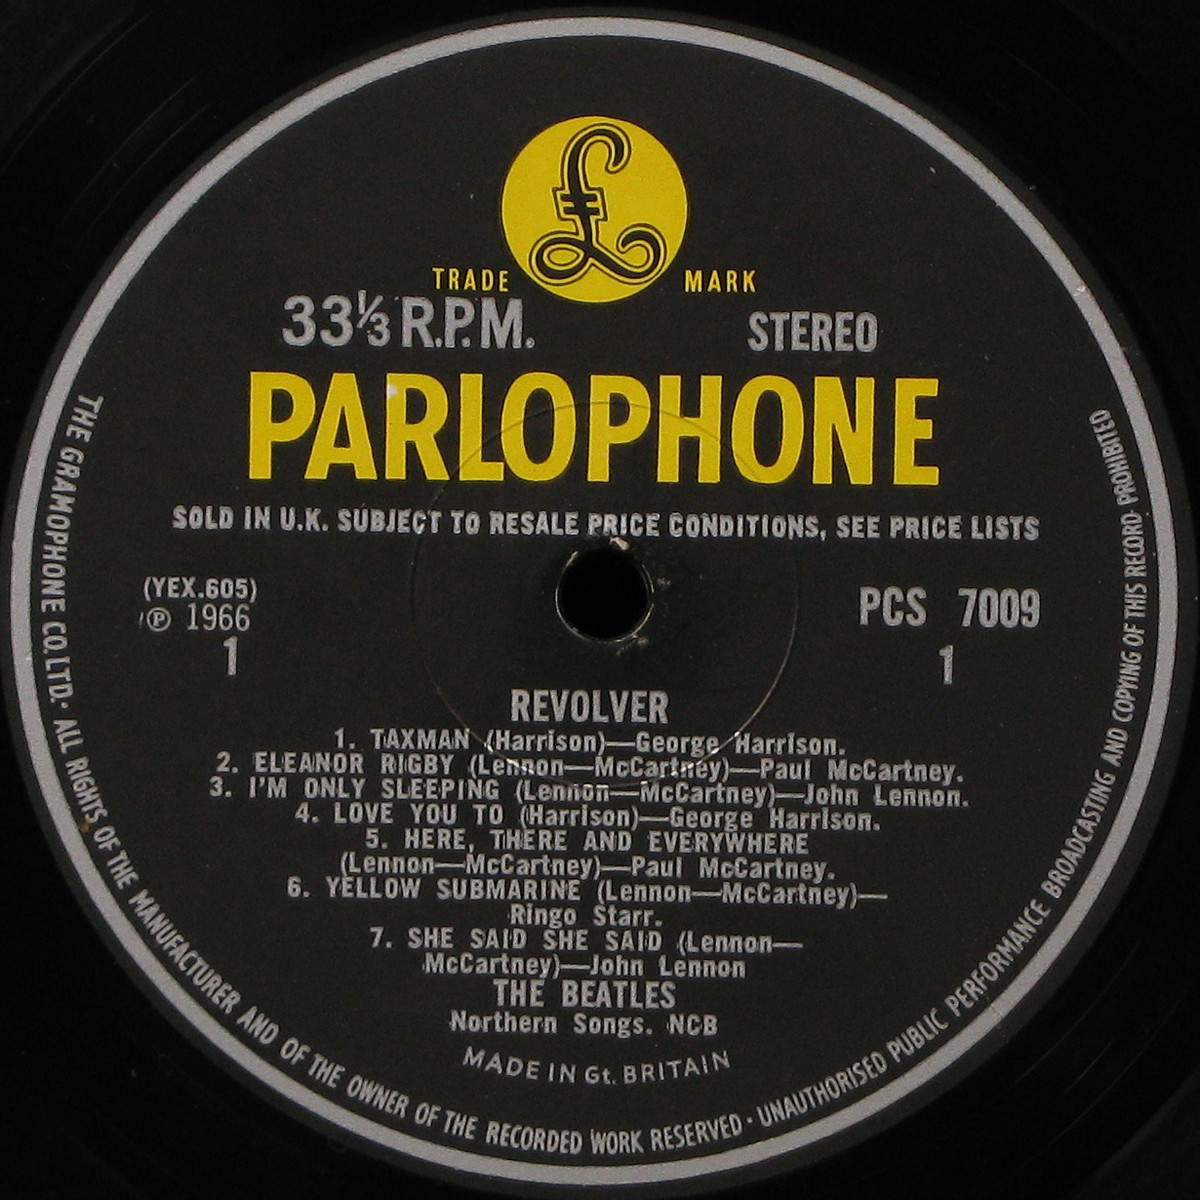 £
TRADE MARK
33⅓ R.P.M. STEREO
PARLOPHONE
SOLD IN U.K. SUBJECT TO RESALE PRICE CONDITIONS, SEE PRICE LISTS
(YEX.605)
℗ 1966
1
PCS 7009
1
REVOLVER
1. TAXMAN (Harrison)—George Harrison.
2. ELEANOR RIGBY (Lennon—McCartney)—Paul McCartney.
3. I'M ONLY SLEEPING (Lennon—McCartney)—John Lennon.
4. LOVE YOU TO (Harrison)—George Harrison.
5. HERE, THERE AND EVERYWHERE
(Lennon—McCartney)—Paul McCartney.
6. YELLOW SUBMARINE (Lennon—McCartney)—
Ringo Starr.
7. SHE SAID SHE SAID (Lennon—
McCartney)—John Lennon
THE BEATLES
Northern Songs. NCB
MADE IN Gt. BRITAIN
THE GRAMOPHONE CO. LTD. · ALL RIGHTS OF THE MANUFACTURER AND OF THE OWNER OF THE RECORDED WORK RESERVED · UNAUTHORISED PUBLIC PERFORMANCE BROADCASTING AND COPYING OF THIS RECORD PROHIBITED